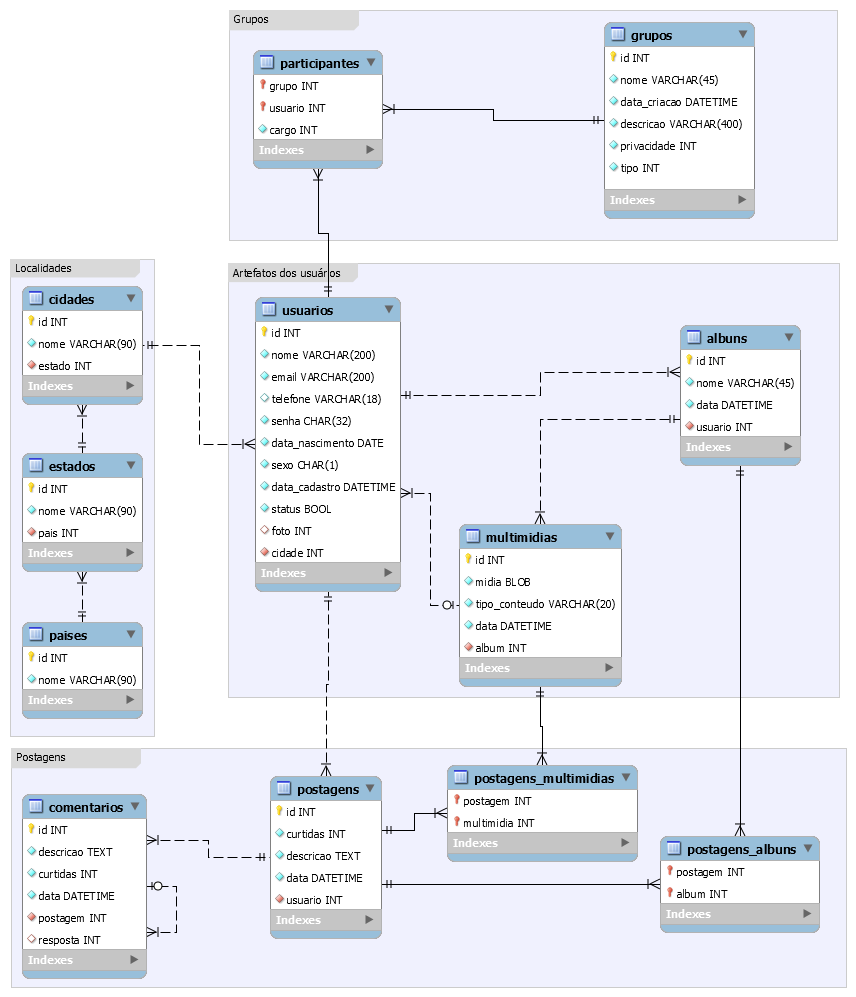 Grupos
participantes
grupo INT
usuario INT
cargo INT
Indexes
grupos
id INT
nome VARCHAR(45)
data_criacao DATETIME
descricao VARCHAR(400)
privacidade INT
tipo INT
Indexes
Localidades
cidades
id INT
nome VARCHAR(90)
estado INT
Indexes
estados
id INT
nome VARCHAR(90)
pais INT
Indexes
paises
id INT
nome VARCHAR(90)
Indexes
Artefatos dos usuários
usuarios
id INT
nome VARCHAR(200)
email VARCHAR(200)
telefone VARCHAR(18)
senha CHAR(32)
data_nascimento DATE
sexo CHAR(1)
data_cadastro DATETIME
status BOOL
foto INT
cidade INT
Indexes
albuns
id INT
nome VARCHAR(45)
data DATETIME
usuario INT
Indexes
multimidias
id INT
midia BLOB
tipo_conteudo VARCHAR(20)
data DATETIME
album INT
Indexes
Postagens
comentarios
id INT
descricao TEXT
curtidas INT
data DATETIME
postagem INT
resposta INT
Indexes
postagens
id INT
curtidas INT
descricao TEXT
data DATETIME
usuario INT
Indexes
postagens_multimidias
postagem INT
multimidia INT
Indexes
postagens_albuns
postagem INT
album INT
Indexes